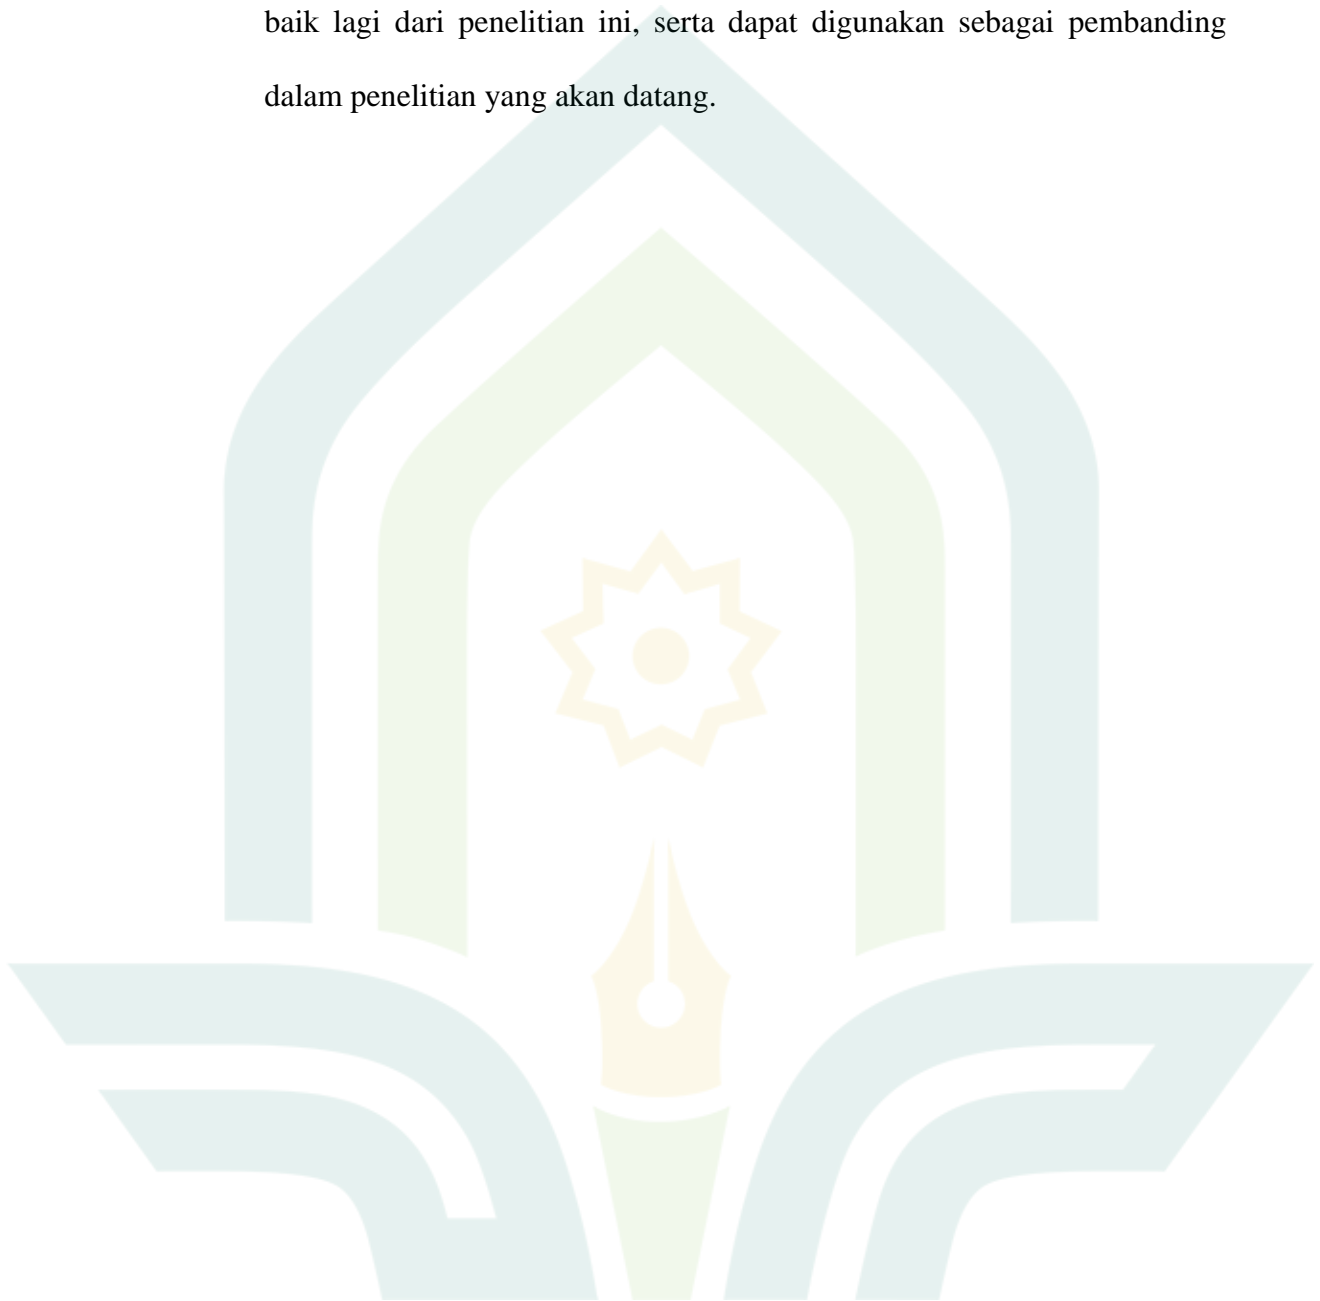 baik lagi dari penelitian ini, serta dapat digunakan sebagai pembanding
dalam penelitian yang akan datang.